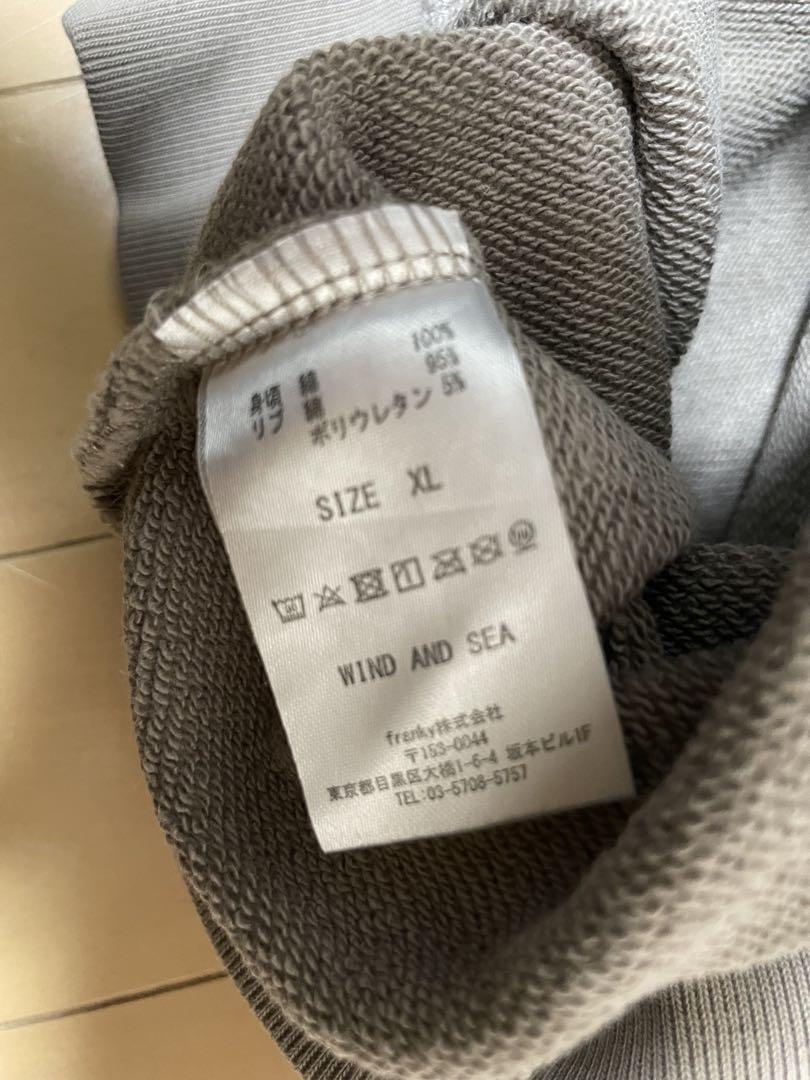 身頃 綿 100%
リブ 綿 95%
ポリウレタン 5%
SIZE XL
WIND AND SEA
franky株式会社
〒153-0044
東京都目黒区大橋1-6-4 坂本ビル1F
TEL:03-5708-5757